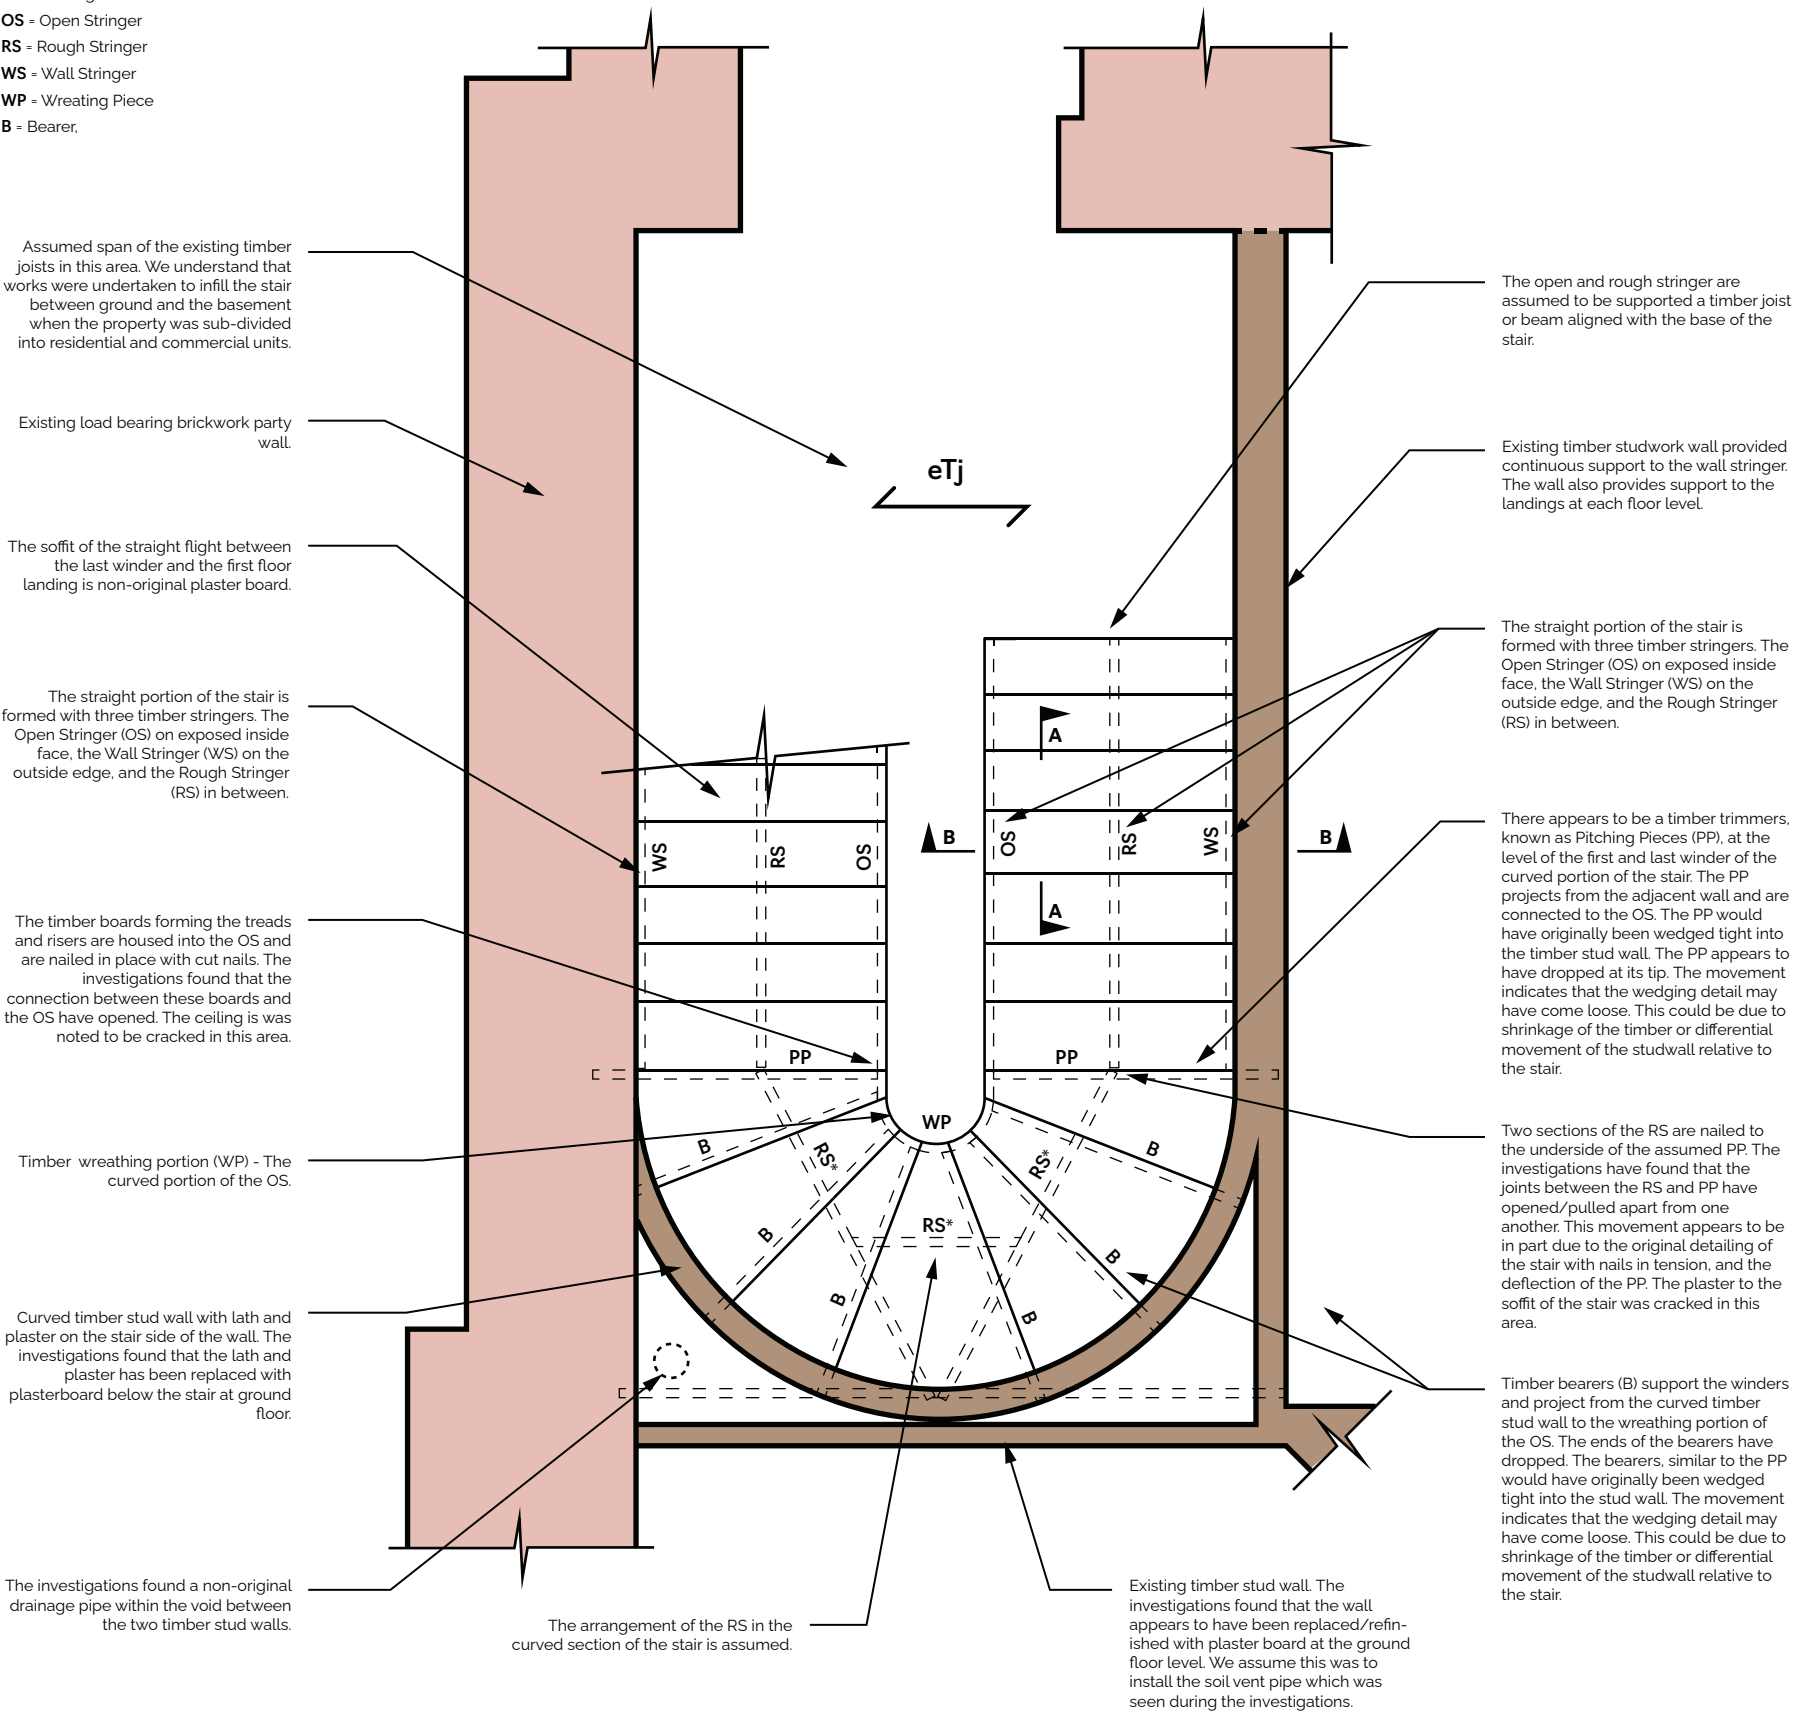 OS = Open Stringer
RS = Rough Stringer
WS = Wall Stringer
WP = Wreating Piece
B = Bearer,
Assumed span of the existing timber
joists in this area. We understand that
works were undertaken to infill the stair
between ground and the basement
when the property was sub-divided
into residential and commercial units.
Existing load bearing brickwork party
wall.
The soffit of the straight flight between
the last winder and the first floor
landing is non-original plaster board.
The straight portion of the stair is
formed with three timber stringers. The
Open Stringer (OS) on exposed inside
face, the Wall Stringer (WS) on the
outside edge, and the Rough Stringer
(RS) in between.
The timber boards forming the treads
and risers are housed into the OS and
are nailed in place with cut nails. The
investigations found that the
connection between these boards and
the OS have opened. The ceiling is was
noted to be cracked in this area.
Timber wreathing portion (WP) - The
curved portion of the OS.
Curved timber stud wall with lath and
plaster on the stair side of the wall. The
investigations found that the lath and
plaster has been replaced with
plasterboard below the stair at ground
floor.
The investigations found a non-original
drainage pipe within the void between
the two timber stud walls.
eTj
A
B
B
WS
RS
OS
OS
RS
WS
A
PP
PP
WP
B
RS*
RS*
B
B
RS*
B
B
B
The arrangement of the RS in the
curved section of the stair is assumed.
Existing timber stud wall. The
investigations found that the wall
appears to have been replaced/refin-
ished with plaster board at the ground
floor level. We assume this was to
install the soil vent pipe which was
seen during the investigations.
The open and rough stringer are
assumed to be supported a timber joist
or beam aligned with the base of the
stair.
Existing timber studwork wall provided
continuous support to the wall stringer.
The wall also provides support to the
landings at each floor level.
The straight portion of the stair is
formed with three timber stringers. The
Open Stringer (OS) on exposed inside
face, the Wall Stringer (WS) on the
outside edge, and the Rough Stringer
(RS) in between.
There appears to be a timber trimmers,
known as Pitching Pieces (PP), at the
level of the first and last winder of the
curved portion of the stair. The PP
projects from the adjacent wall and are
connected to the OS. The PP would
have originally been wedged tight into
the timber stud wall. The PP appears to
have dropped at its tip. The movement
indicates that the wedging detail may
have come loose. This could be due to
shrinkage of the timber or differential
movement of the studwall relative to
the stair.
Two sections of the RS are nailed to
the underside of the assumed PP. The
investigations have found that the
joints between the RS and PP have
opened/pulled apart from one
another. This movement appears to be
in part due to the original detailing of
the stair with nails in tension, and the
deflection of the PP. The plaster to the
soffit of the stair was cracked in this
area.
Timber bearers (B) support the winders
and project from the curved timber
stud wall to the wreathing portion of
the OS. The ends of the bearers have
dropped. The bearers, similar to the PP
would have originally been wedged
tight into the stud wall. The movement
indicates that the wedging detail may
have come loose. This could be due to
shrinkage of the timber or differential
movement of the studwall relative to
the stair.